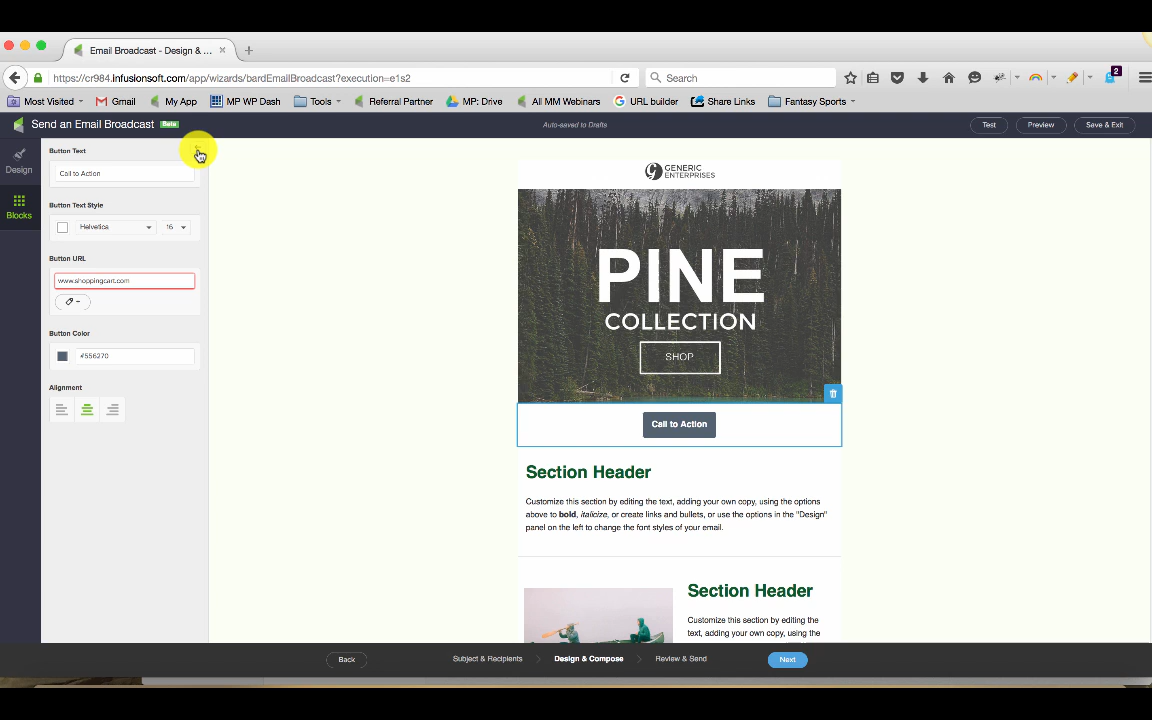 Email Broadcast - Design & ...
https://cr984.infusionsoft.com/app/wizards/bardEmailBroadcast?execution=e1s2
Search
2
Most Visited
Gmail
My App
MP WP Dash
Tools
Referral Partner
MP: Drive
All MM Webinars
URL builder
Share Links
Fantasy Sports
Send an Email Broadcast
Beta
Auto-saved to Drafts
Test
Preview
Save & Exit
Design
Blocks
Button Text
Call to Action
Button Text Style
Helvetica
16
Button URL
www.shoppingcart.com
Button Color
#556270
Alignment
GENERIC
ENTERPRISES
PINE
COLLECTION
SHOP
Call to Action
Section Header
Customize this section by editing the text, adding your own copy, using the options
above to bold, italicize, or create links and bullets, or use the options in the "Design"
panel on the left to change the font styles of your email.
Section Header
Customize this section by editing the
text, adding your own copy, using the
Back
Subject & Recipients
Design & Compose
Review & Send
Next